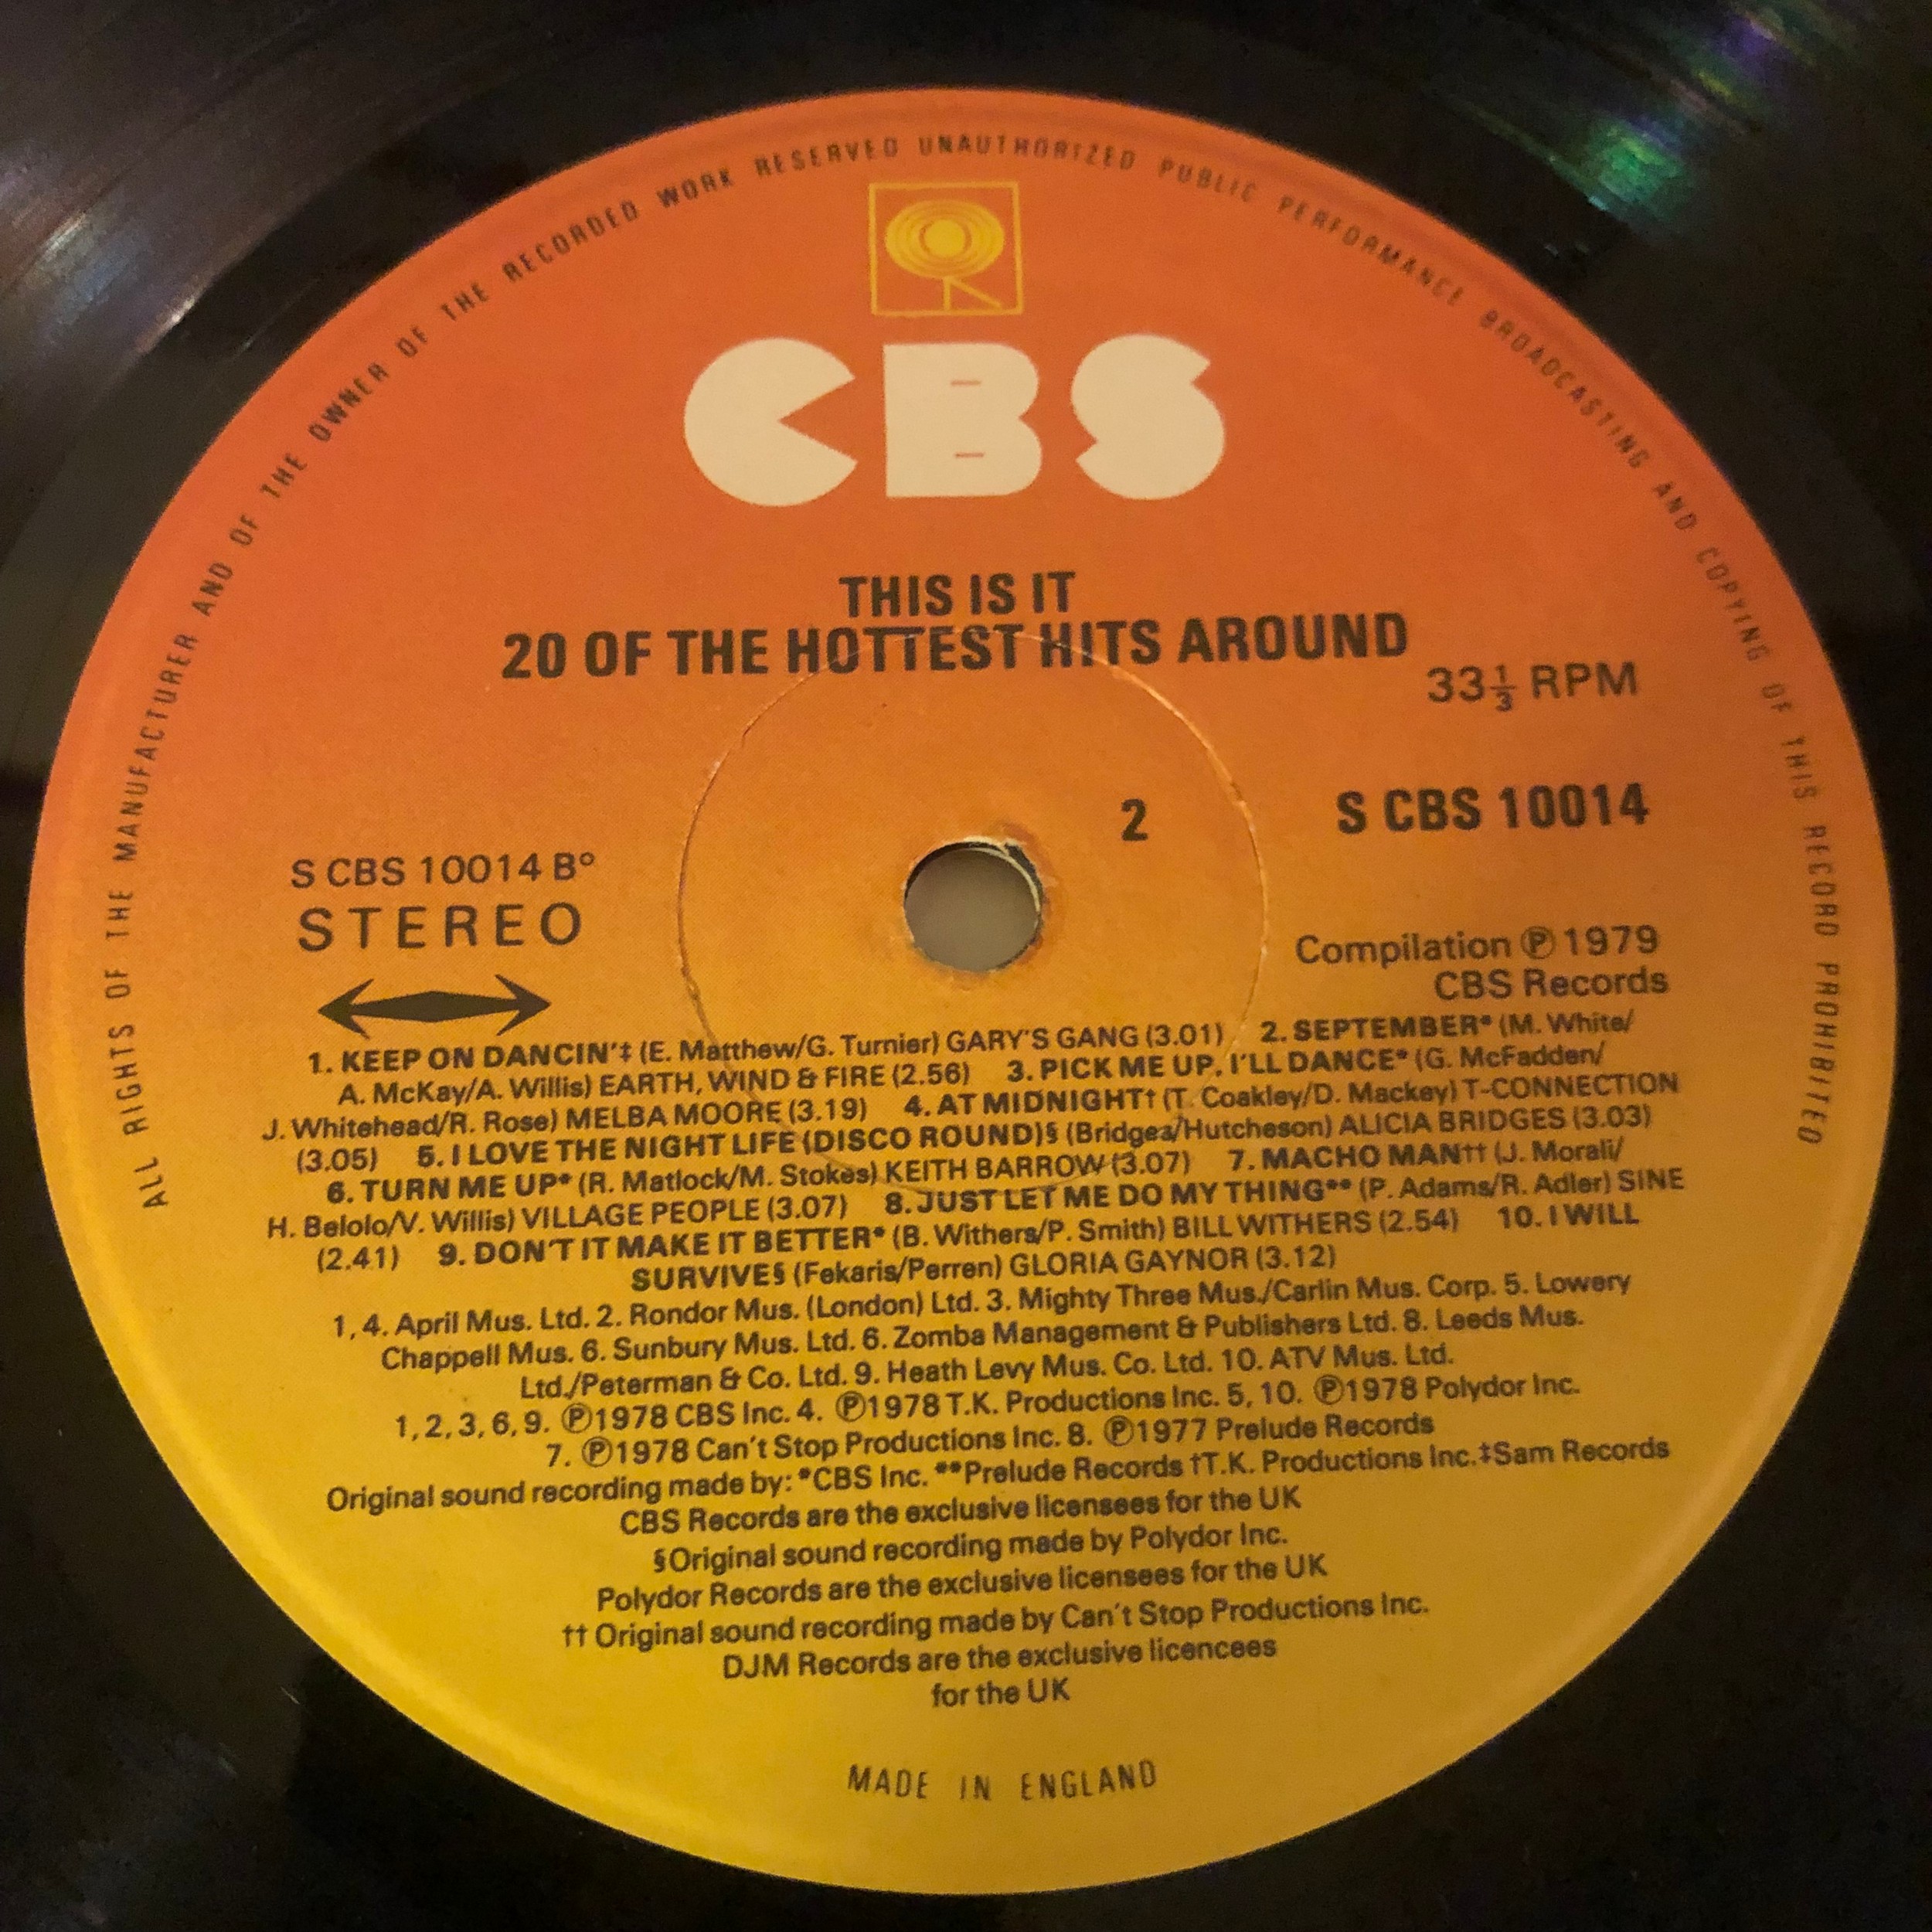 ALL RIGHTS OF THE MANUFACTURER AND OF THE OWNER OF THE RECORDED WORK RESERVED UNAUTHORIZED PUBLIC PERFORMANCE BROADCASTING AND COPYING OF THIS RECORD PROHIBITED
CBS
THIS IS IT
20 OF THE HOTTEST HITS AROUND
33⅓ RPM
2
S CBS 10014
S CBS 10014 B°
STEREO
Compilation ℗ 1979
CBS Records
1. KEEP ON DANCIN'‡ (E. Matthew/G. Turnier) GARY'S GANG (3.01) 2. SEPTEMBER* (M. White/
A. McKay/A. Willis) EARTH, WIND & FIRE (2.56) 3. PICK ME UP, I'LL DANCE* (G. McFadden/
J. Whitehead/R. Rose) MELBA MOORE (3.19) 4. AT MIDNIGHT† (T. Coakley/D. Mackey) T-CONNECTION
(3.05) 5. I LOVE THE NIGHT LIFE (DISCO ROUND)§ (Bridgea/Hutcheson) ALICIA BRIDGES (3.03)
6. TURN ME UP* (R. Matlock/M. Stokes) KEITH BARROW (3.07) 7. MACHO MAN†† (J. Morali/
H. Belolo/V. Willis) VILLAGE PEOPLE (3.07) 8. JUST LET ME DO MY THING** (P. Adams/R. Adler) SINE
(2.41) 9. DON'T IT MAKE IT BETTER* (B. Withers/P. Smith) BILL WITHERS (2.54) 10. I WILL
SURVIVE§ (Fekaris/Perren) GLORIA GAYNOR (3.12)
1, 4. April Mus. Ltd. 2. Rondor Mus. (London) Ltd. 3. Mighty Three Mus./Carlin Mus. Corp. 5. Lowery
Chappell Mus. 6. Sunbury Mus. Ltd. 6. Zomba Management & Publishers Ltd. 8. Leeds Mus.
Ltd./Peterman & Co. Ltd. 9. Heath Levy Mus. Co. Ltd. 10. ATV Mus. Ltd.
1, 2, 3, 6, 9. ℗1978 CBS Inc. 4. ℗1978 T.K. Productions Inc. 5, 10. ℗1978 Polydor Inc.
7. ℗1978 Can't Stop Productions Inc. 8. ℗1977 Prelude Records
Original sound recording made by: *CBS Inc. **Prelude Records †T.K. Productions Inc.‡Sam Records
CBS Records are the exclusive licensees for the UK
§Original sound recording made by Polydor Inc.
Polydor Records are the exclusive licensees for the UK
†† Original sound recording made by Can't Stop Productions Inc.
DJM Records are the exclusive licencees
for the UK
MADE IN ENGLAND